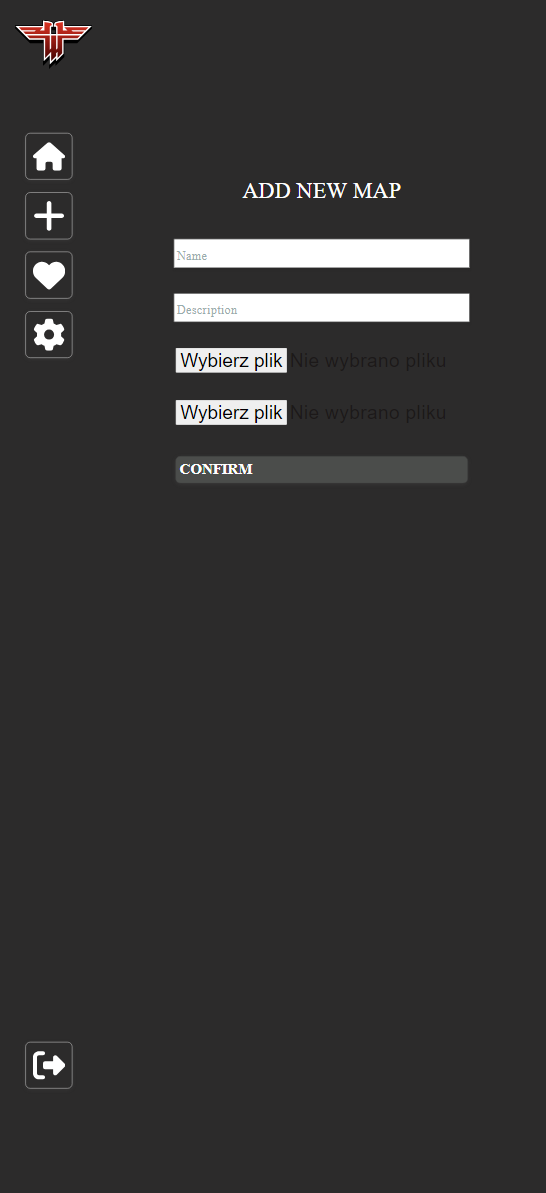 ADD NEW MAP
Name
Description
Wybierz plik Nie wybrano pliku
Wybierz plik Nie wybrano pliku
CONFIRM